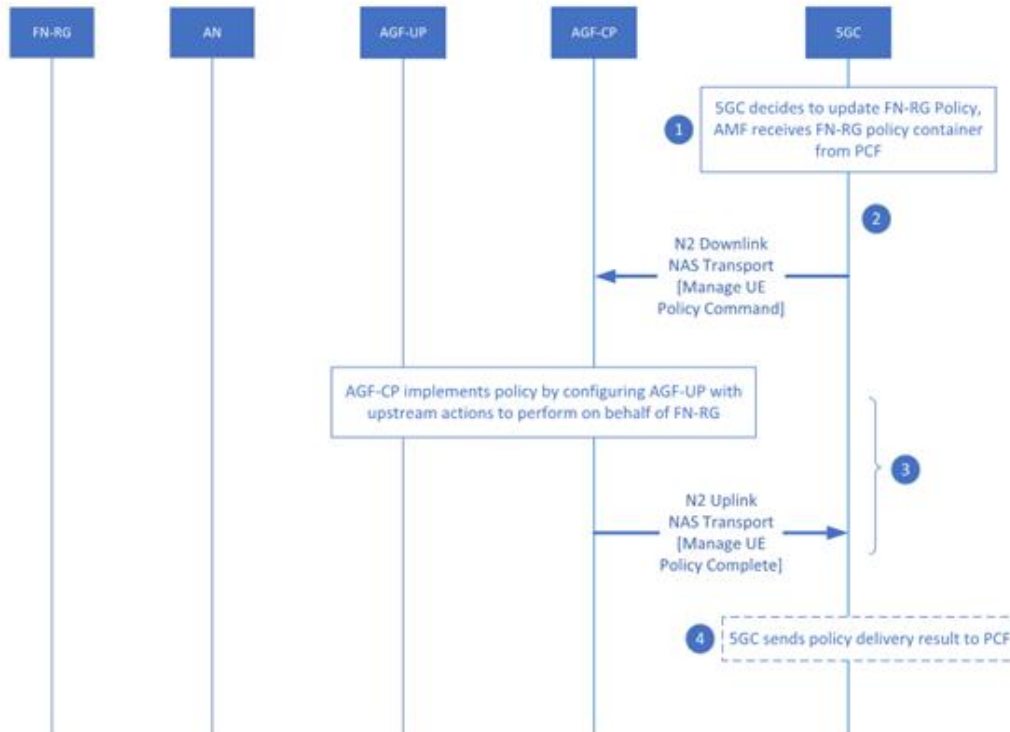 FN-RG
AN
AGF-UP
AGF-CP
5GC
1
5GC decides to update FN-RG Policy,
AMF receives FN-RG policy container
from PCF
2
N2 Downlink
NAS Transport
[Manage UE
Policy Command]
AGF-CP implements policy by configuring AGF-UP with
upstream actions to perform on behalf of FN-RG
3
N2 Uplink
NAS Transport
[Manage UE
Policy Complete]
4
5GC sends policy delivery result to PCF